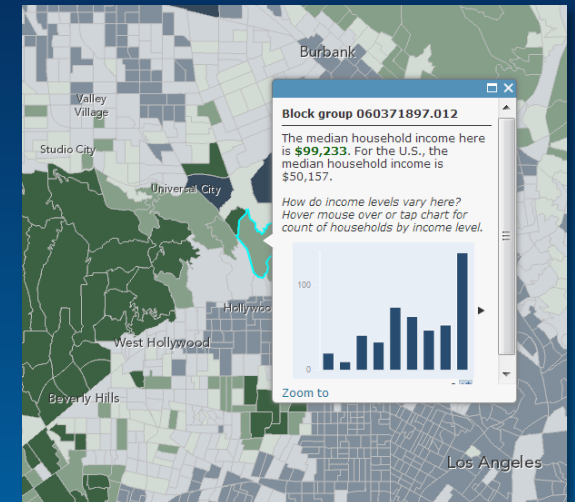 Burbank
Valley
Village
Studio City
Universal City
Hollywoo
West Hollywood
Beverly Hills
Los Angeles
Block group 060371897.012
The median household income here
is $99,233. For the U.S., the
median household income is
$50,157.
How do income levels vary here?
Hover mouse over or tap chart for
count of households by income level.
100
0
Zoom to